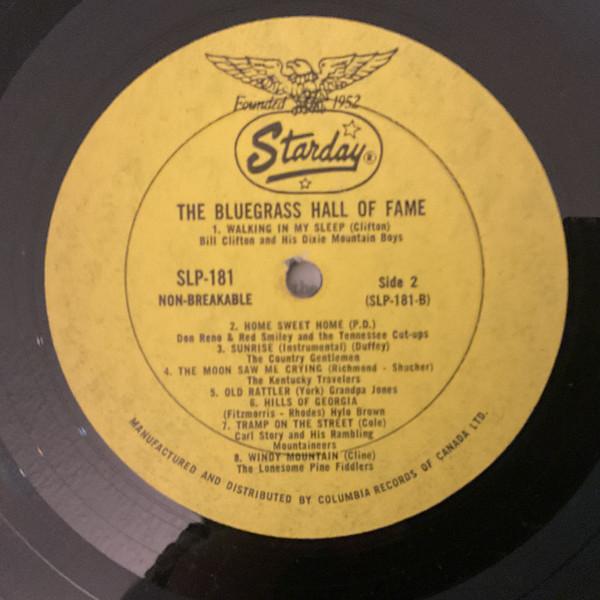 Founded 1952
Starday®
THE BLUEGRASS HALL OF FAME
1. WALKING IN MY SLEEP (Clifton)
Bill Clifton and His Dixie Mountain Boys
SLP-181
NON-BREAKABLE
Side 2
(SLP-181-B)
2. HOME SWEET HOME (P.D.)
Don Reno & Red Smiley and the Tennessee Cut-ups
3. SUNRISE (Instrumental) (Duffey)
The Country Gentlemen
4. THE MOON SAW ME CRYING (Richmond - Shucher)
The Kentucky Travelers
5. OLD RATTLER (York) Grandpa Jones
6. HILLS OF GEORGIA
(Fitzmorris - Rhodes) Hylo Brown
7. TRAMP ON THE STREET (Cole)
Carl Story and His Rambling
Mountaineers
8. WINDY MOUNTAIN (Cline)
The Lonesome Pine Fiddlers
MANUFACTURED AND DISTRIBUTED BY COLUMBIA RECORDS OF CANADA LTD.